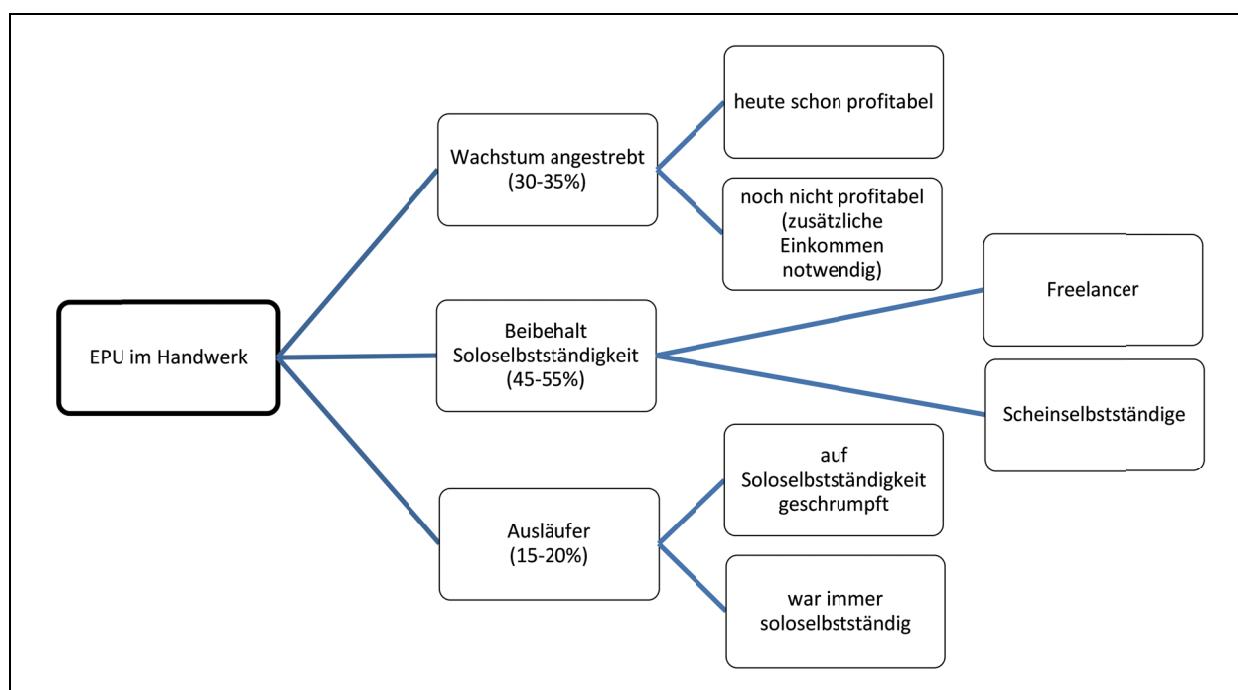 EPU im Handwerk
Wachstum angestrebt
(30-35%)
heute schon profitabel
noch nicht profitabel
(zusätzliche
Einkommen
notwendig)
Beibehalt
Soloselbstständigkeit
(45-55%)
Freelancer
Scheinselbstständige
Ausläufer
(15-20%)
auf
Soloselbstständigkeit
geschrumpft
war immer
soloselbstständig